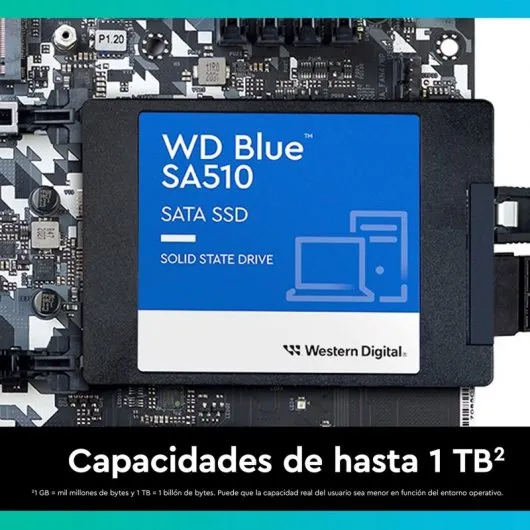 P1.20
WD Blue™
SA510
SATA SSD
SOLID STATE DRIVE
Western Digital®
Capacidades de hasta 1 TB²
²1 GB = mil millones de bytes y 1 TB = 1 billón de bytes. Puede que la capacidad real del usuario sea menor en función del entorno operativo.